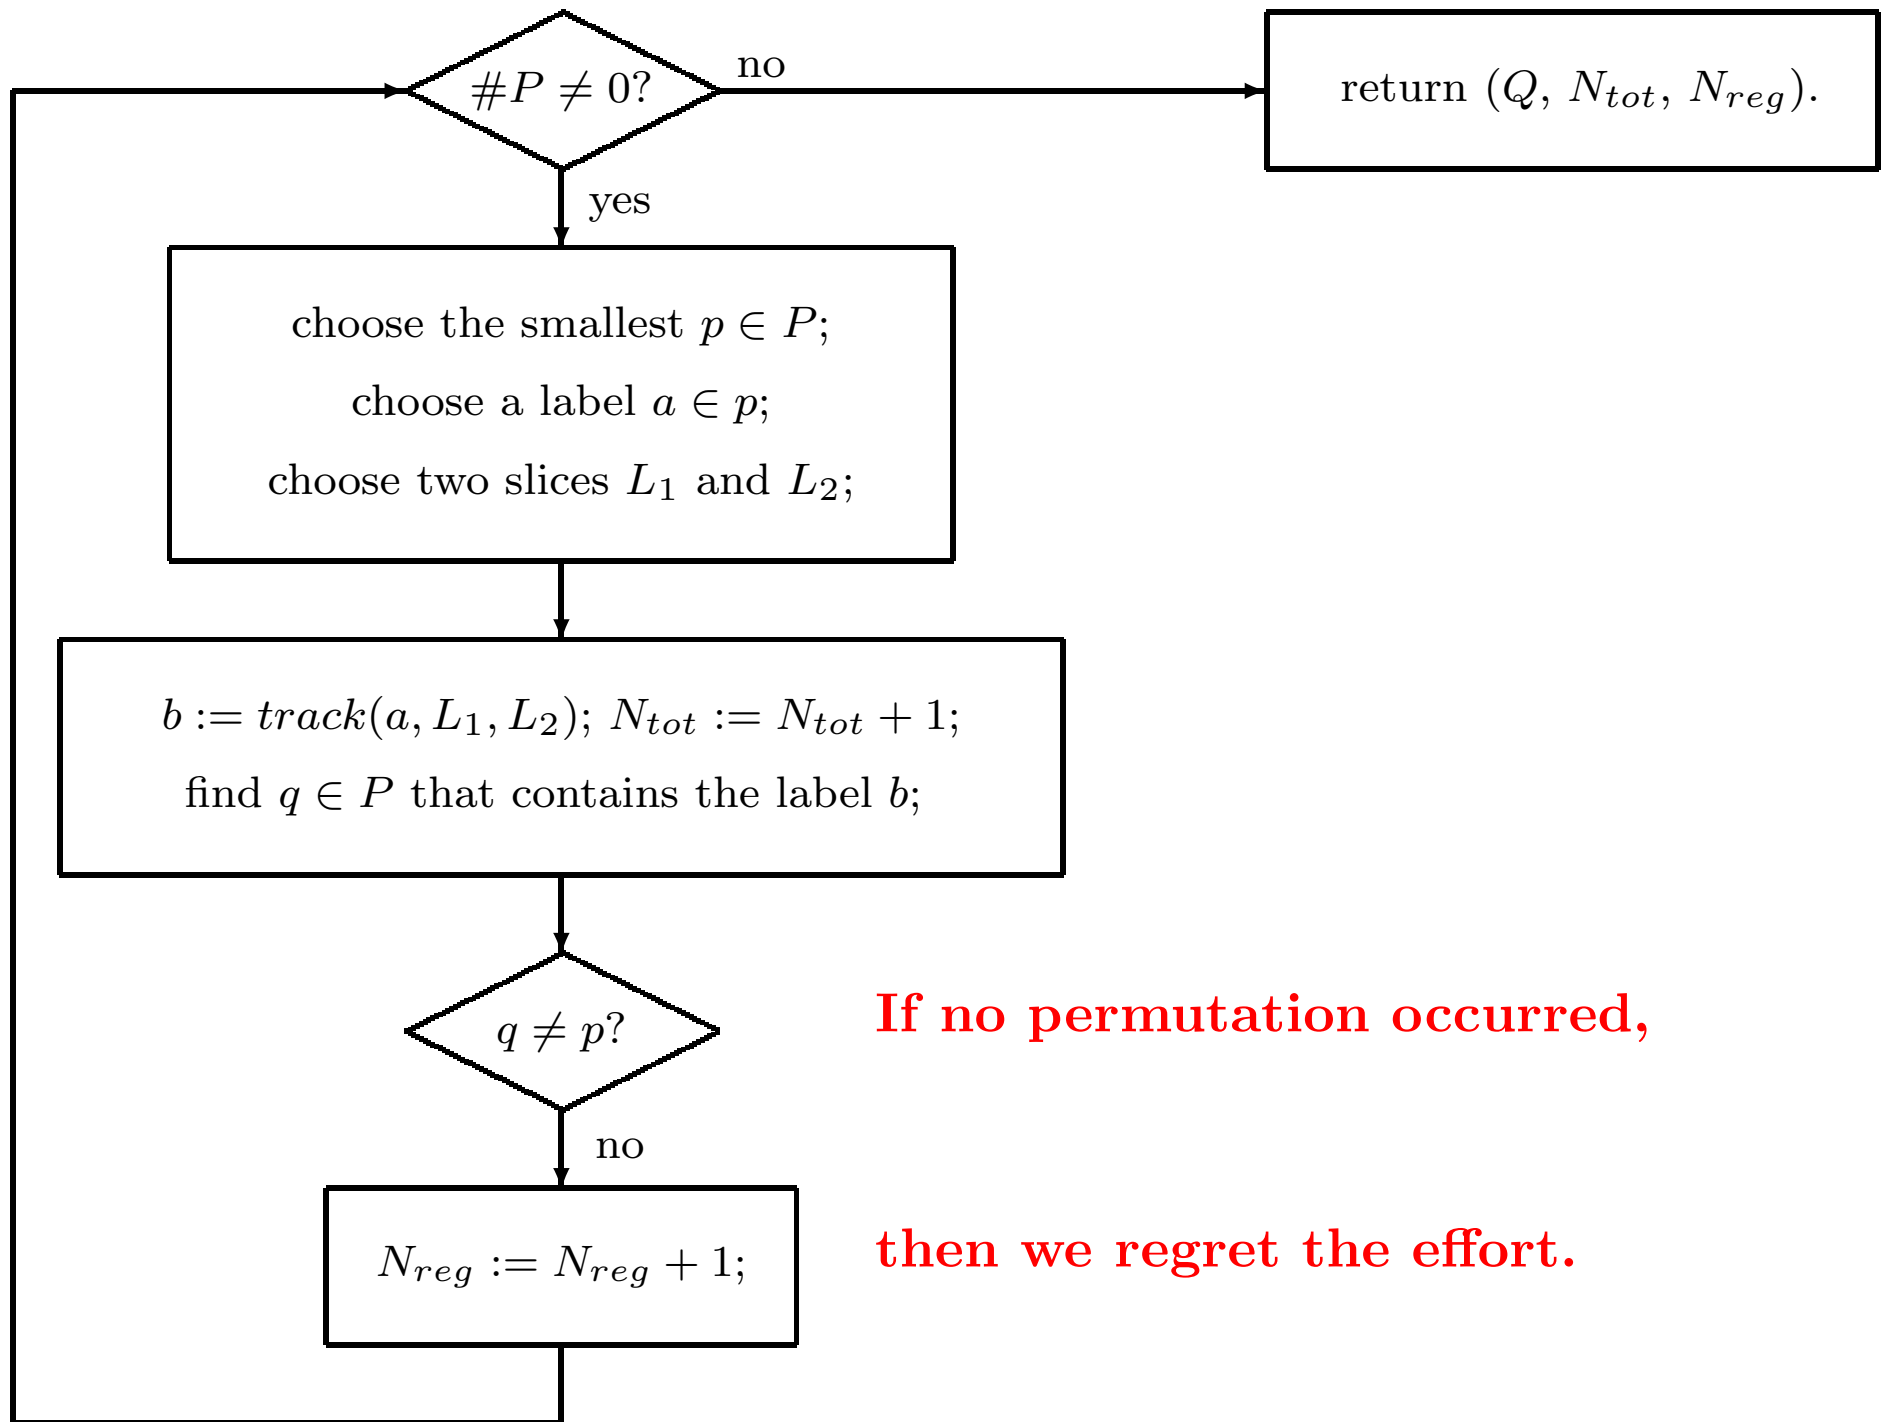 #P ≠ 0?
no
return (Q, N_tot, N_reg).
yes
choose the smallest p ∈ P;
choose a label a ∈ p;
choose two slices L_1 and L_2;
b := track(a, L_1, L_2); N_tot := N_tot + 1;
find q ∈ P that contains the label b;
q ≠ p?
If no permutation occurred,
no
N_reg := N_reg + 1;
then we regret the effort.